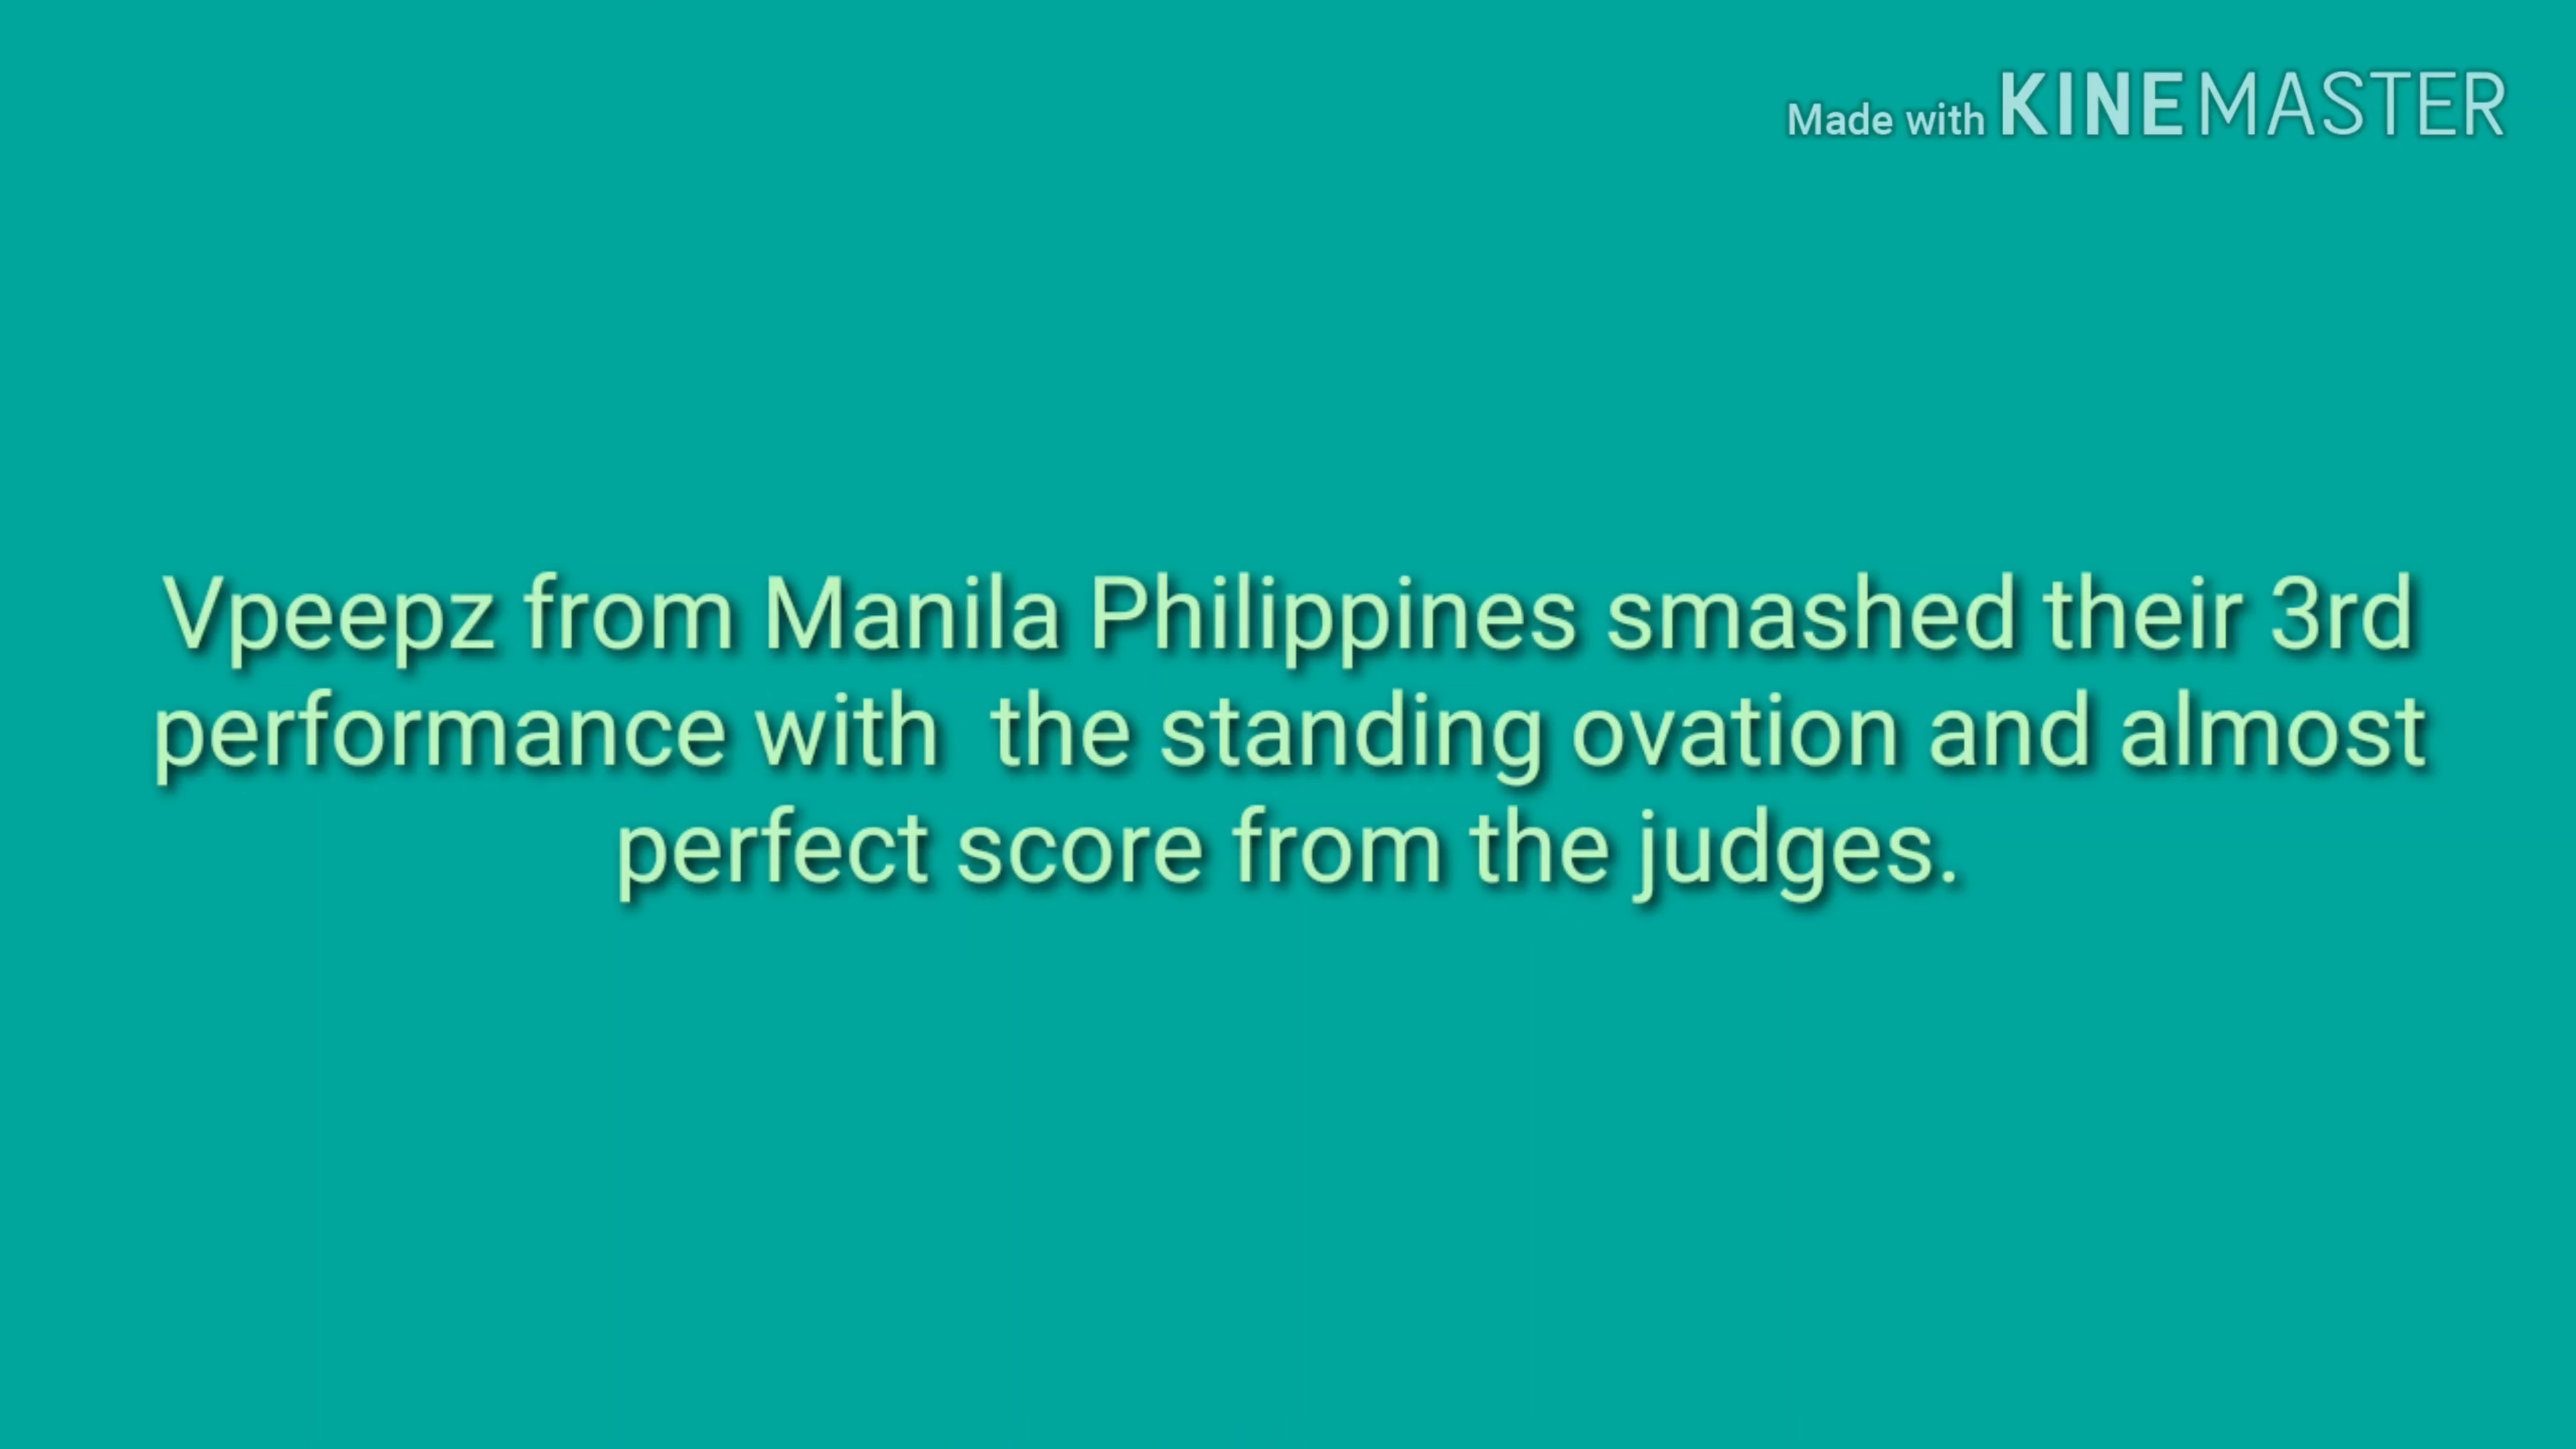 Made with KINEMASTER
Vpeepz from Manila Philippines smashed their 3rd
performance with  the standing ovation and almost
perfect score from the judges.